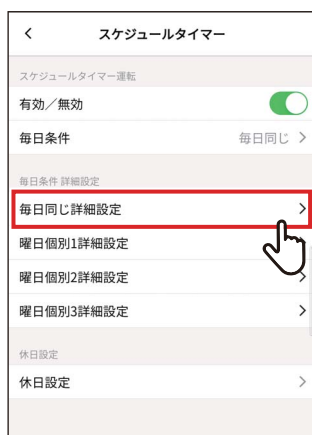 スケジュールタイマー
スケジュールタイマー運転
有効／無効
毎日条件 毎日同じ
毎日条件 詳細設定
毎日同じ詳細設定
曜日個別1詳細設定
曜日個別2詳細設定
曜日個別3詳細設定
休日設定
休日設定